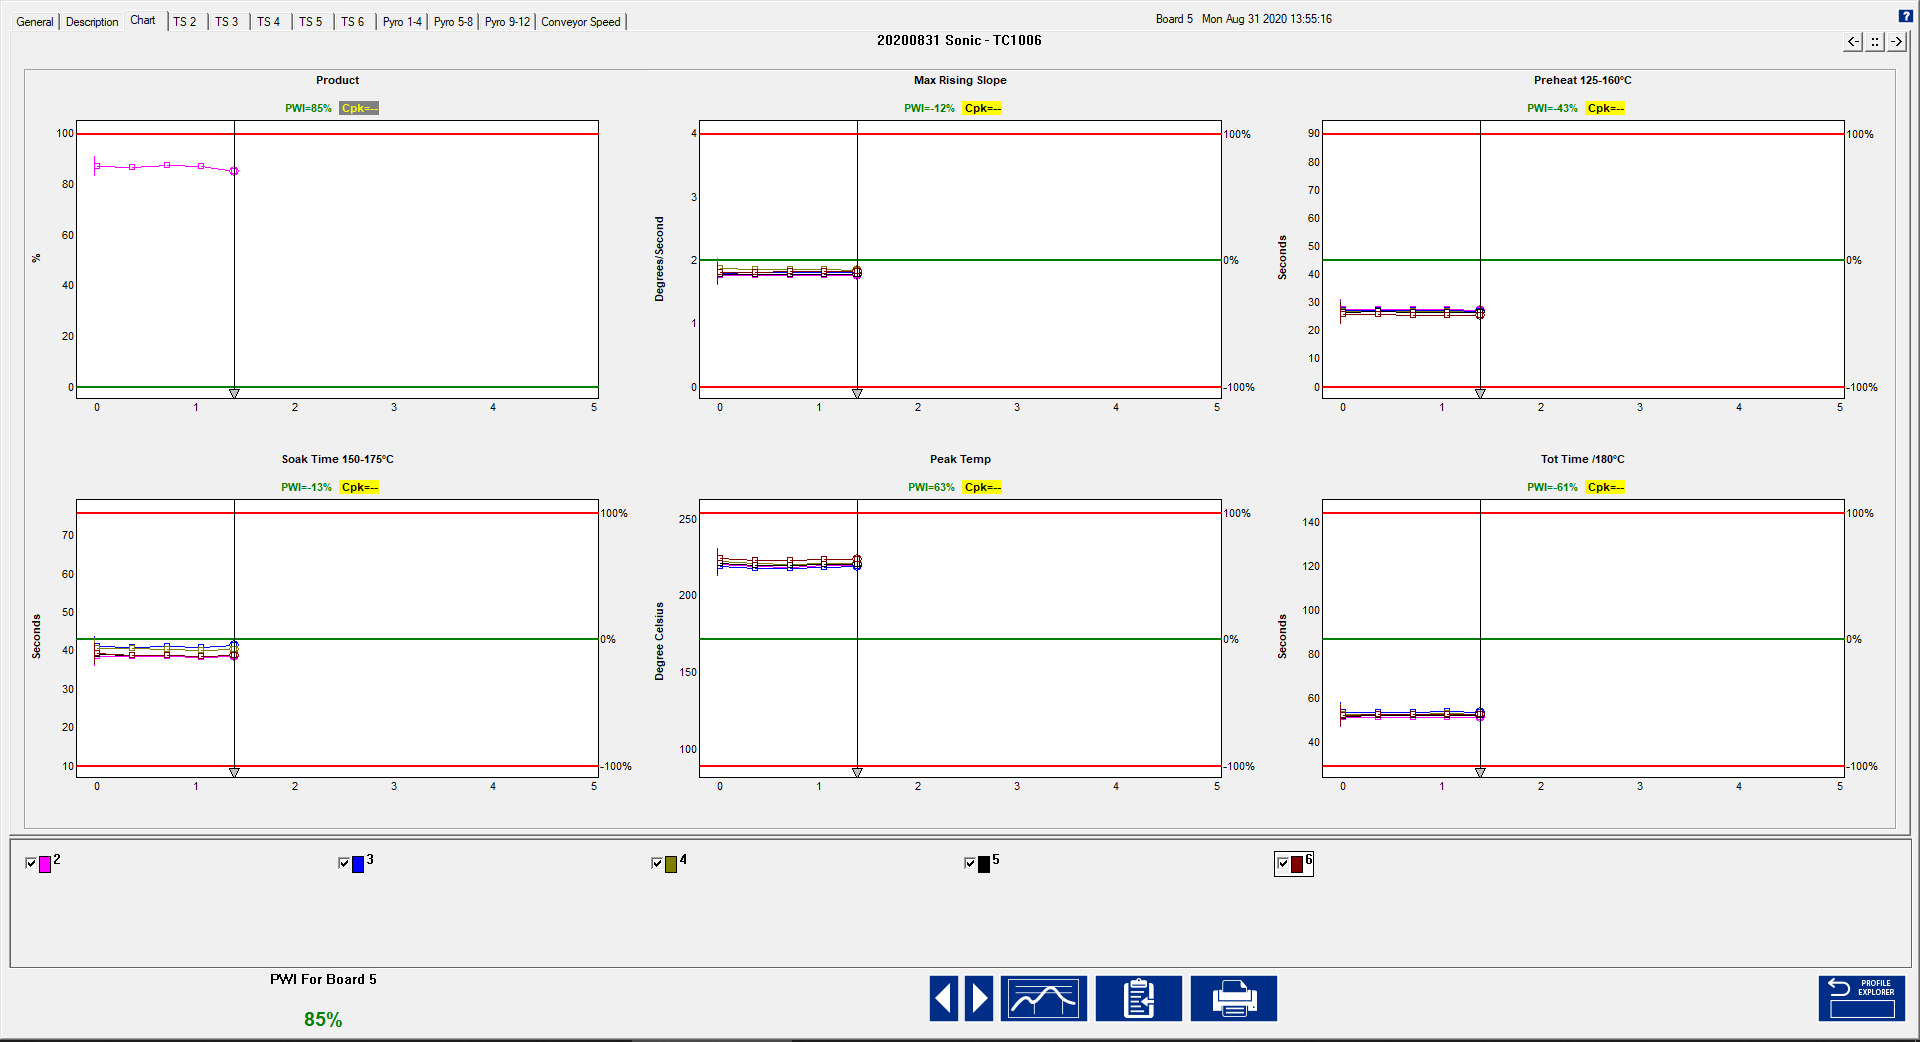 General Description Chart TS 2 TS 3 TS 4 TS 5 TS 6 Pyro 1-4 Pyro 5-8 Pyro 9-12 Conveyor Speed
Board 5 Mon Aug 31 2020 13:55:16
?
20200831 Sonic - TC1006
<- :: ->
Product
PWI=85% Cpk=--
100
80
60
40
20
0
%
0 1 2 3 4 5
Max Rising Slope
PWI=-12% Cpk=--
4
3
2
1
0
Degrees/Second
100%
0%
-100%
0 1 2 3 4 5
Preheat 125-160°C
PWI=-43% Cpk=--
90
80
70
60
50
40
30
20
10
0
Seconds
100%
0%
-100%
0 1 2 3 4 5
Soak Time 150-175°C
PWI=-13% Cpk=--
70
60
50
40
30
20
10
Seconds
100%
0%
-100%
0 1 2 3 4 5
Peak Temp
PWI=63% Cpk=--
250
200
150
100
Degree Celsius
100%
0%
-100%
0 1 2 3 4 5
Tot Time /180°C
PWI=-61% Cpk=--
140
120
100
80
60
40
Seconds
100%
0%
-100%
0 1 2 3 4 5
2 3 4 5 6
PWI For Board 5
85%
PROFILE
EXPLORER